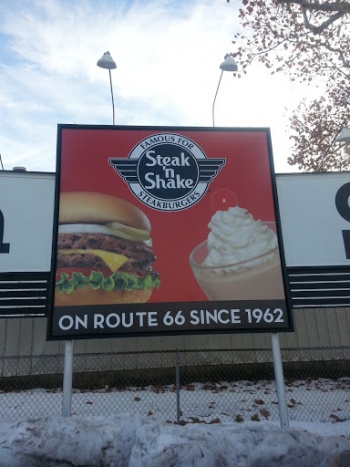 FAMOUS FOR
Steak
'n
Shake
STEAKBURGERS
ON ROUTE 66 SINCE 1962